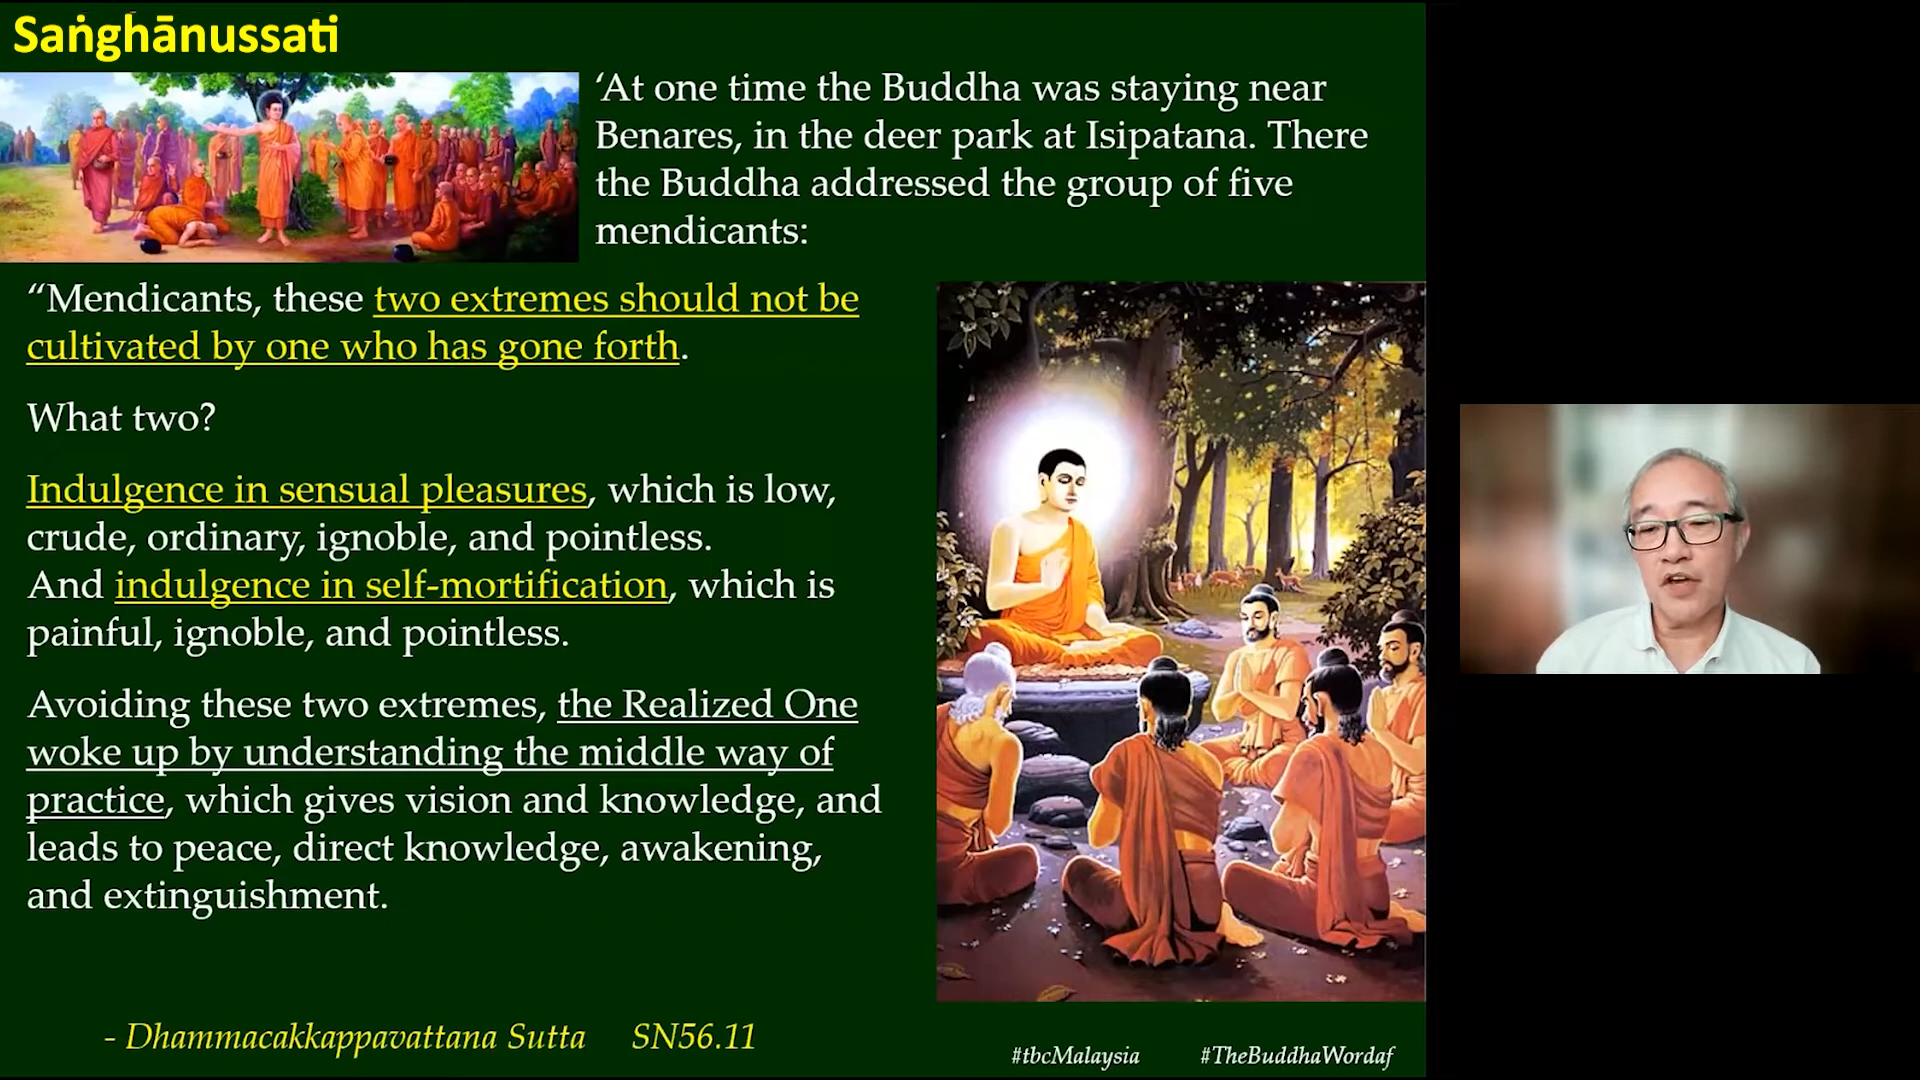 Saṅghānussati
‘At one time the Buddha was staying near
Benares, in the deer park at Isipatana. There
the Buddha addressed the group of five
mendicants:
“Mendicants, these two extremes should not be
cultivated by one who has gone forth.
What two?
Indulgence in sensual pleasures, which is low,
crude, ordinary, ignoble, and pointless.
And indulgence in self-mortification, which is
painful, ignoble, and pointless.
Avoiding these two extremes, the Realized One
woke up by understanding the middle way of
practice, which gives vision and knowledge, and
leads to peace, direct knowledge, awakening,
and extinguishment.
- Dhammacakkappavattana Sutta SN56.11
#tbcMalaysia #TheBuddhaWordaf